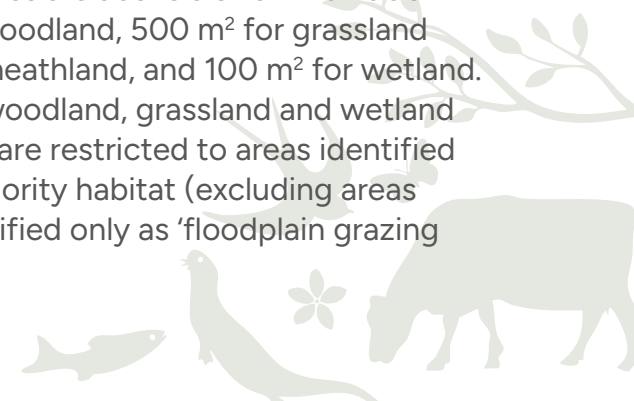 oodland, 500 m² for grassland
heathland, and 100 m² for wetland.
woodland, grassland and wetland
are restricted to areas identified
ority habitat (excluding areas
ified only as ‘floodplain grazing